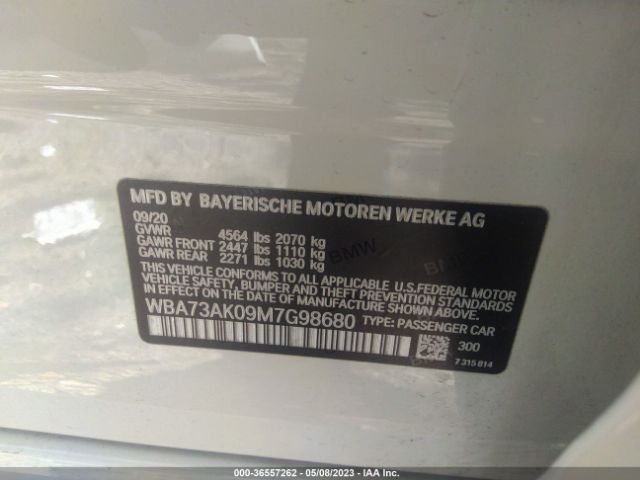 MFD BY BAYERISCHE MOTOREN WERKE AG
09/20
GVWR 4564 lbs 2070 kg
GAWR FRONT 2447 lbs 1110 kg
GAWR REAR 2271 lbs 1030 kg
THIS VEHICLE CONFORMS TO ALL APPLICABLE U.S.FEDERAL MOTOR
VEHICLE SAFETY, BUMPER, AND THEFT PREVENTION STANDARDS
IN EFFECT ON THE DATE OF MANUFACTURE SHOWN ABOVE.
WBA73AK09M7G98680 TYPE: PASSENGER CAR
300
7 315 814
BMW
000-36557262 - 05/08/2023 - IAA Inc.